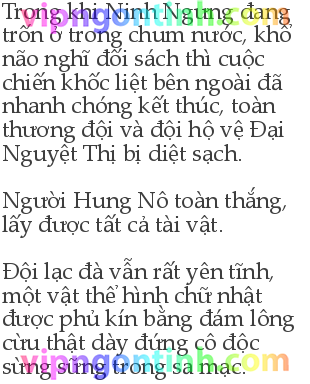 Trong khi Ninh Ngưng đang
trốn ở trong chum nước, khổ
não nghĩ đối sách thì cuộc
chiến khốc liệt bên ngoài đã
nhanh chóng kết thúc, toàn
thương đội và đội hộ vệ Đại
Nguyệt Thị bị diệt sạch.
Người Hung Nô toàn thắng,
lấy được tất cả tài vật.
Đội lạc đà vẫn rất yên tĩnh,
một vật thể hình chữ nhật
được phủ kín bằng đám lông
cừu thật dày đứng cô độc
sừng sững trong sa mạc.
vipngontinh.com
vipngontinh.com